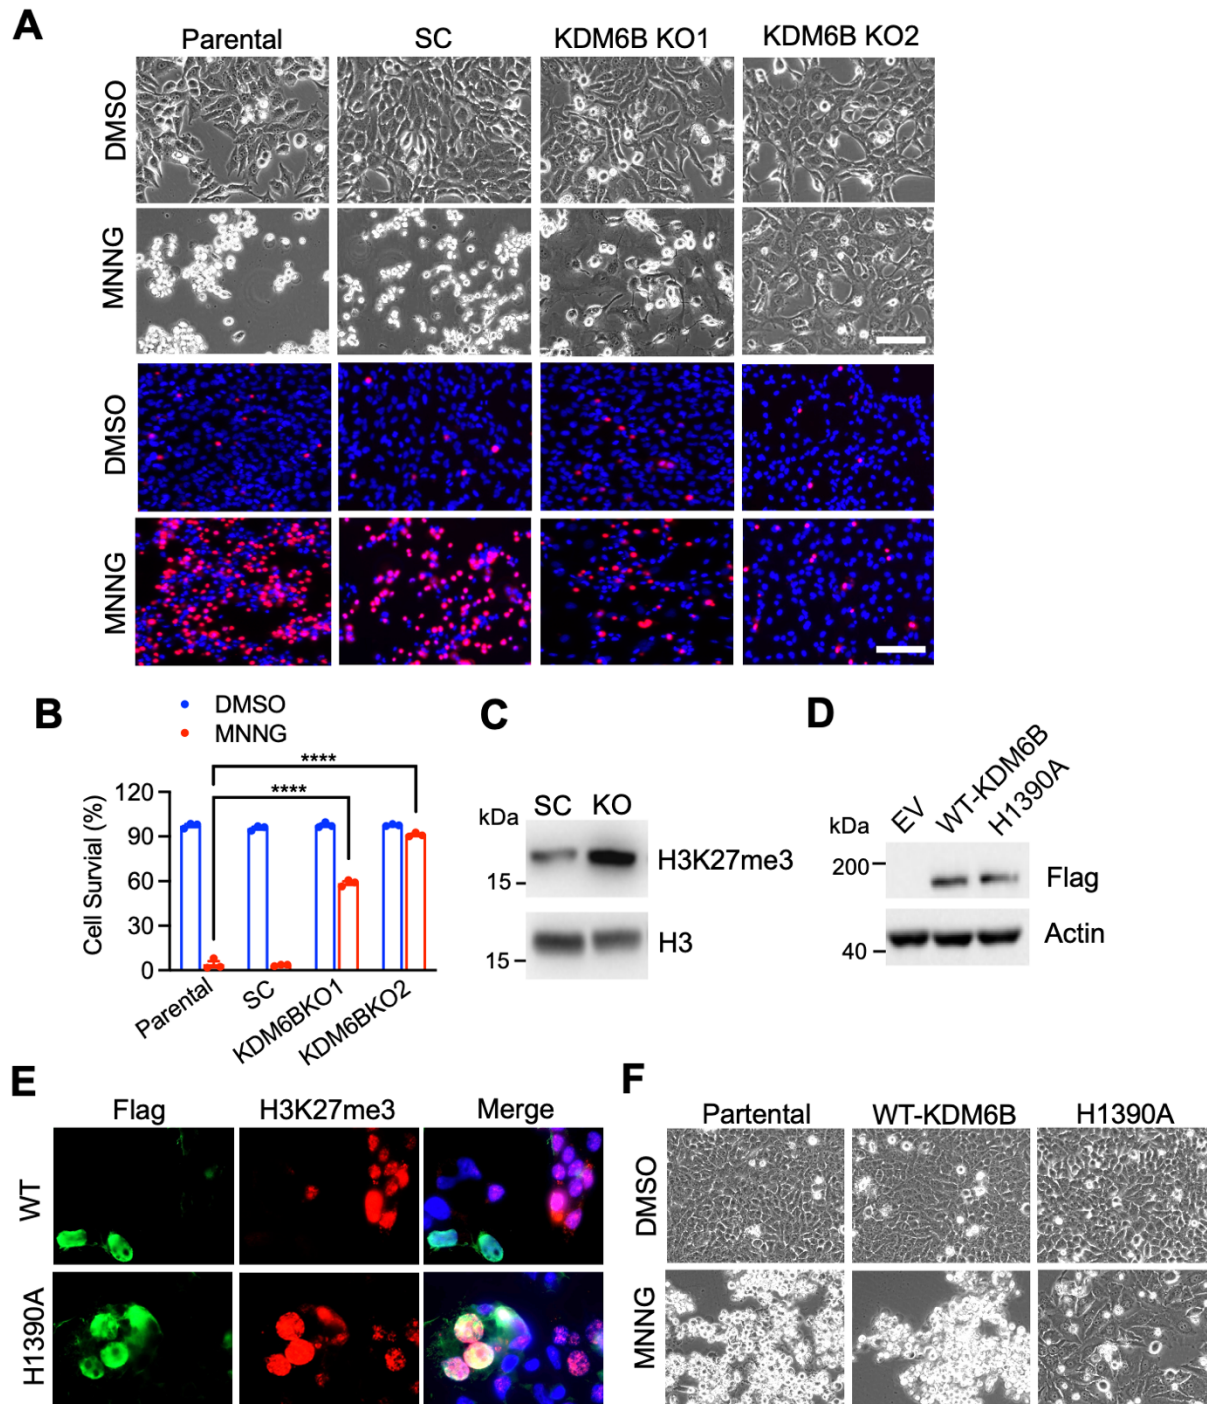 A
Parental SC KDM6B KO1 KDM6B KO2
DMSO
MNNG
DMSO
MNNG
B
DMSO
MNNG
****
****
Cell Survial (%)
120
90
60
30
0
Parental SC KDM6BKO1 KDM6BKO2
C
kDa SC KO
H3K27me3
15
H3
15
D
kDa EV WT-KDM6B H1390A
200
Flag
Actin
40
E
Flag H3K27me3 Merge
WT
H1390A
F
Partental WT-KDM6B H1390A
DMSO
MNNG